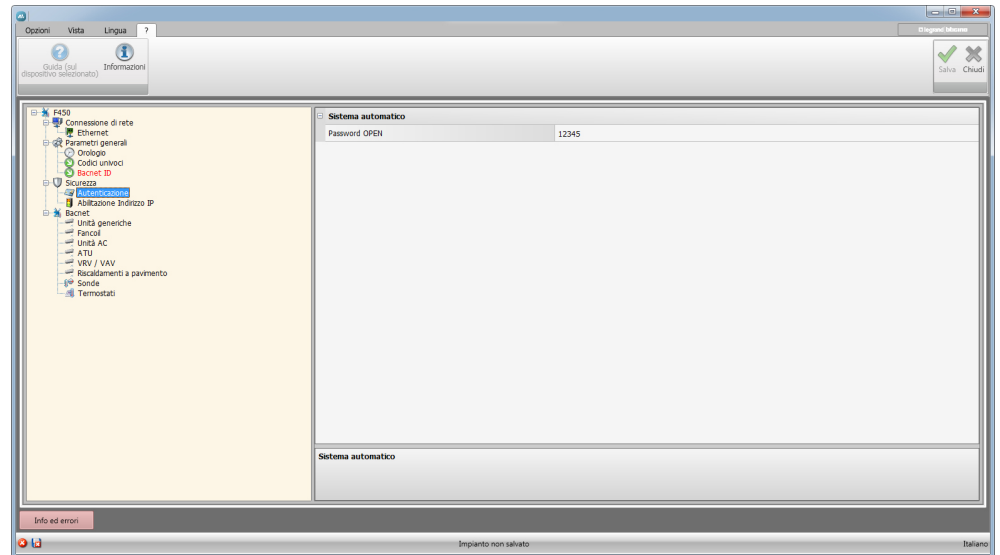 Opzioni Vista Lingua ?
Guida (sul
dispositivo selezionato)
Informazioni
Salva Chiudi
F450
Connessione di rete
Ethernet
Parametri generali
Orologio
Codici univoci
Bacnet ID
Sicurezza
Autenticazione
Abilitazione Indirizzo IP
Bacnet
Unità generiche
Fancoil
Unità AC
ATU
VRV / VAV
Riscaldamenti a pavimento
Sonde
Termostati
Sistema automatico
Password OPEN 12345
Sistema automatico
Info ed errori
Impianto non salvato
Italiano